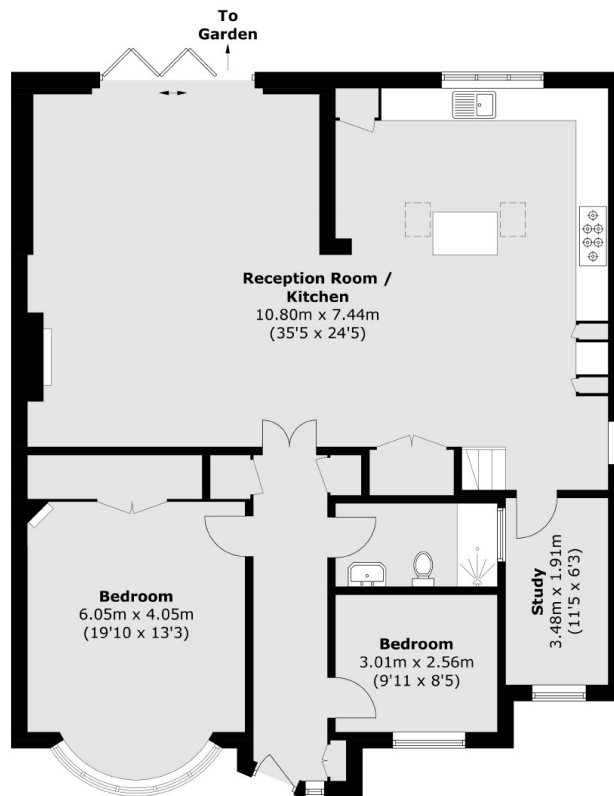 To
Garden
Reception Room /
Kitchen
10.80m x 7.44m
(35'5 x 24'5)
Bedroom
6.05m x 4.05m
(19'10 x 13'3)
Bedroom
3.01m x 2.56m
(9'11 x 8'5)
Study
3.48m x 1.91m
(11'5 x 6'3)